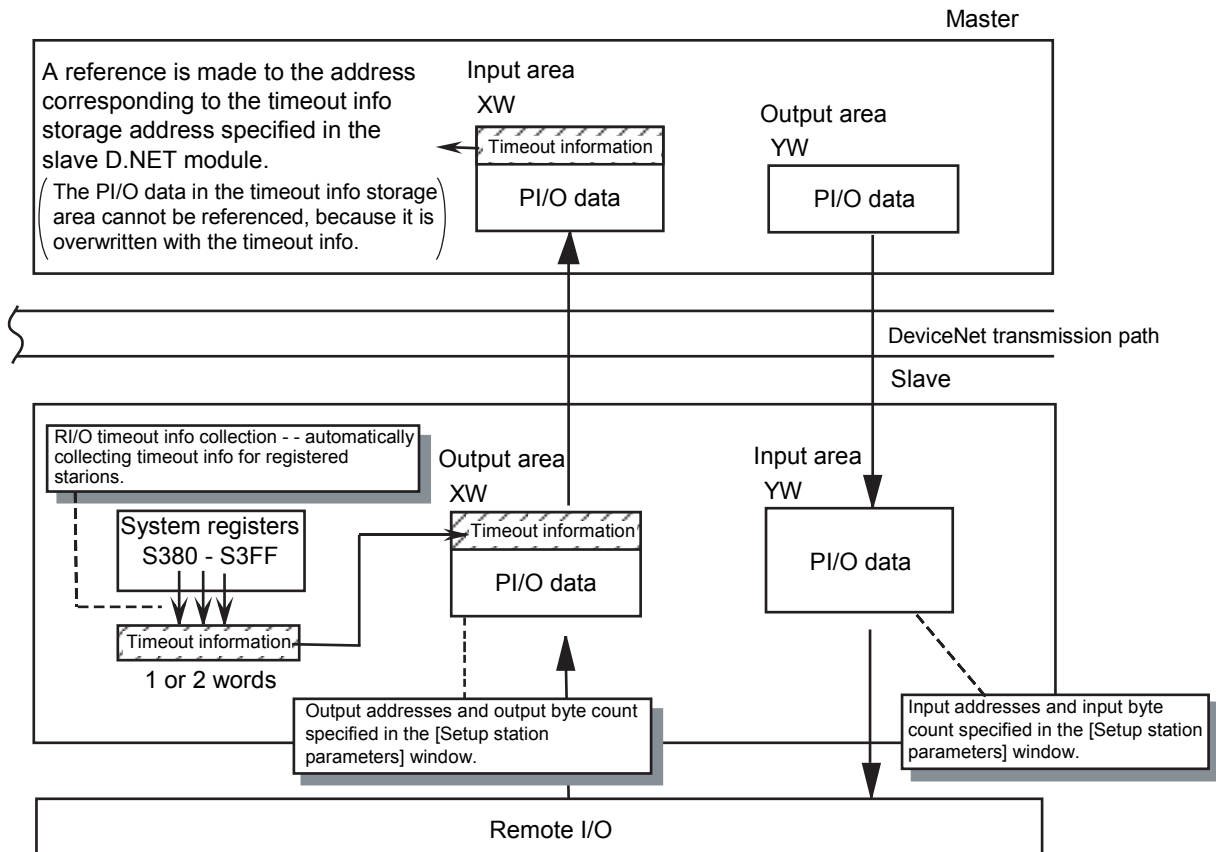 Master
A reference is made to the address
corresponding to the timeout info
storage address specified in the
slave D.NET module.
The PI/O data in the timeout info storage
area cannot be referenced, because it is
overwritten with the timeout info.
Input area
XW
Timeout information
PI/O data
Output area
YW
PI/O data
DeviceNet transmission path
Slave
RI/O timeout info collection - - automatically
collecting timeout info for registered
starions.
System registers
S380 - S3FF
Timeout information
1 or 2 words
Output area
XW
Timeout information
PI/O data
Input area
YW
PI/O data
Output addresses and output byte count
specified in the [Setup station
parameters] window.
Input addresses and input byte
count specified in the [Setup station
parameters] window.
Remote I/O